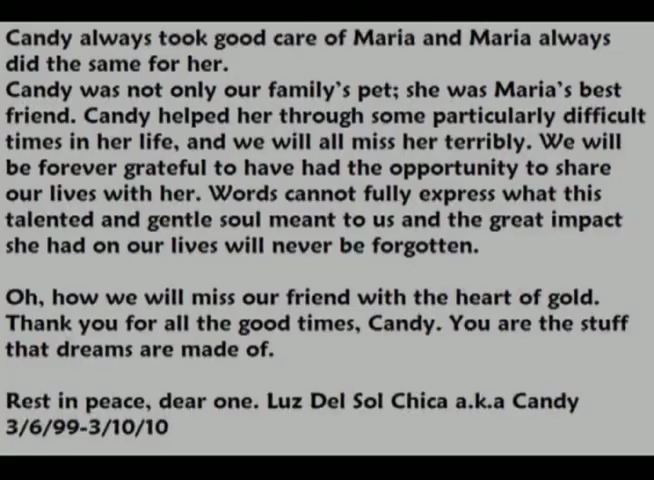 Candy always took good care of Maria and Maria always
did the same for her.
Candy was not only our family's pet; she was Maria's best
friend. Candy helped her through some particularly difficult
times in her life, and we will all miss her terribly. We will
be forever grateful to have had the opportunity to share
our lives with her. Words cannot fully express what this
talented and gentle soul meant to us and the great impact
she had on our lives will never be forgotten.
Oh, how we will miss our friend with the heart of gold.
Thank you for all the good times, Candy. You are the stuff
that dreams are made of.
Rest in peace, dear one. Luz Del Sol Chica a.k.a Candy
3/6/99-3/10/10